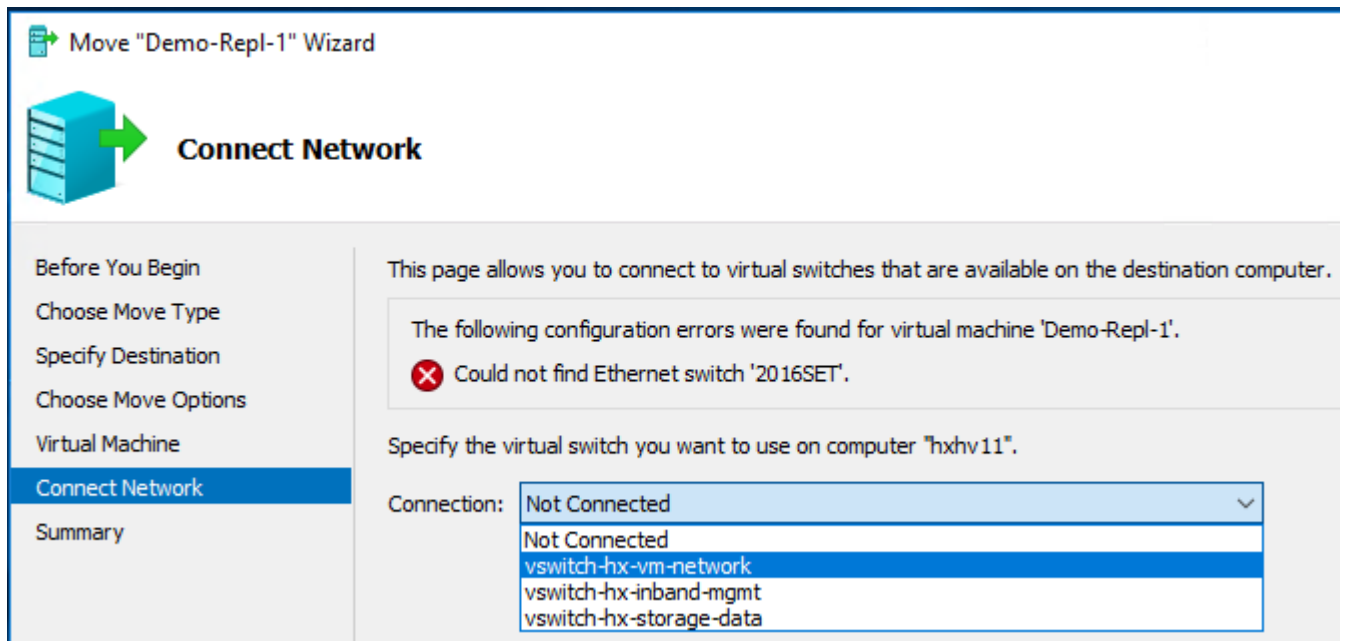 Move "Demo-Repl-1" Wizard
Connect Network
Before You Begin
Choose Move Type
Specify Destination
Choose Move Options
Virtual Machine
Connect Network
Summary
This page allows you to connect to virtual switches that are available on the destination computer.
The following configuration errors were found for virtual machine 'Demo-Repl-1'.
Could not find Ethernet switch '2016SET'.
Specify the virtual switch you want to use on computer "hxhv11".
Connection: Not Connected
Not Connected
vswitch-hx-vm-network
vswitch-hx-inband-mgmt
vswitch-hx-storage-data